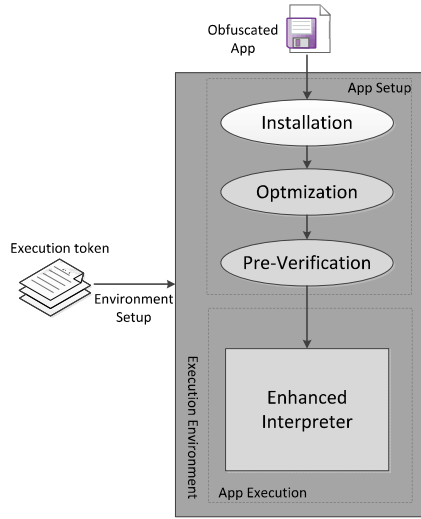 Obfuscated
App
App Setup
Installation
Optmization
Pre-Verification
Execution token
Environment
Setup
Execution Environment
Enhanced
Interpreter
App Execution